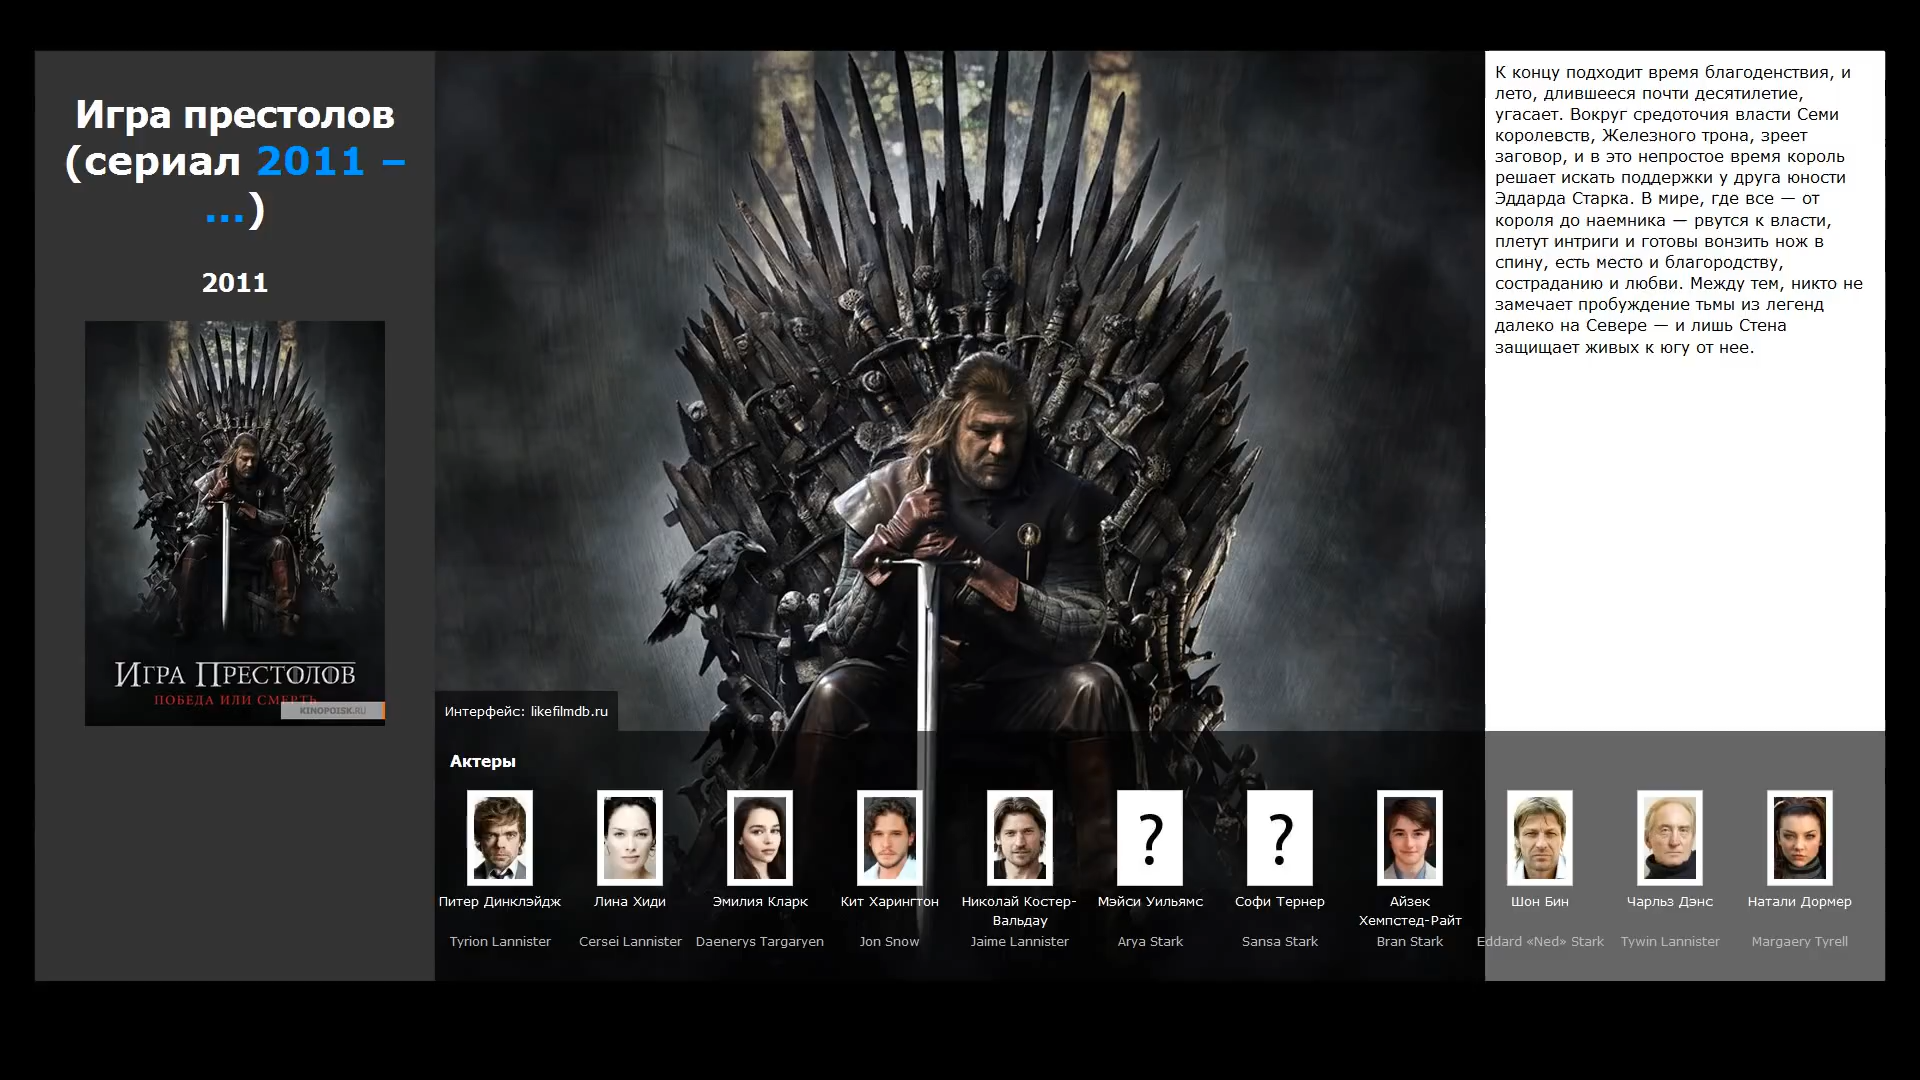 Игра престолов
(сериал 2011 –
...)
2011
ИГРА ПРЕСТОЛОВ
ПОБЕДА ИЛИ СМЕРТЬ
KINOPOISK.RU
К концу подходит время благоденствия, и
лето, длившееся почти десятилетие,
угасает. Вокруг средоточия власти Семи
королевств, Железного трона, зреет
заговор, и в это непростое время король
решает искать поддержки у друга юности
Эддарда Старка. В мире, где все — от
короля до наемника — рвутся к власти,
плетут интриги и готовы вонзить нож в
спину, есть место и благородству,
состраданию и любви. Между тем, никто не
замечает пробуждение тьмы из легенд
далеко на Севере — и лишь Стена
защищает живых к югу от нее.
Интерфейс: likefilmdb.ru
Актеры
? ?
Питер Динклэйдж Лина Хиди Эмилия Кларк Кит Харингтон Николай Костер- Мэйси Уильямс Софи Тернер Айзек Шон Бин Чарльз Дэнс Натали Дормер
Вальдау Хемпстед-Райт
Tyrion Lannister Cersei Lannister Daenerys Targaryen Jon Snow Jaime Lannister Arya Stark Sansa Stark Bran Stark Eddard «Ned» Stark Tywin Lannister Margaery Tyrell